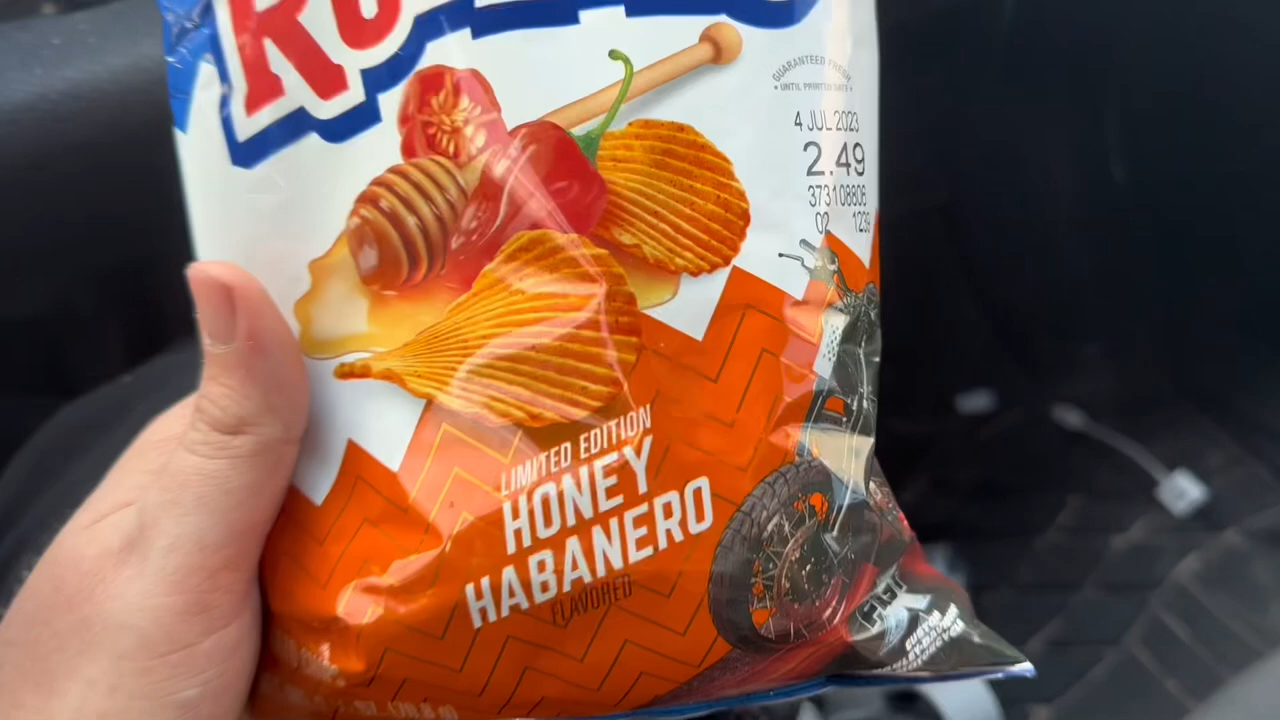 GUARANTEED FRESH
• UNTIL PRINTED DATE •
4 JUL 2023
2.49
373108806
02 1239
LIMITED EDITION
HONEY
HABANERO
FLAVORED